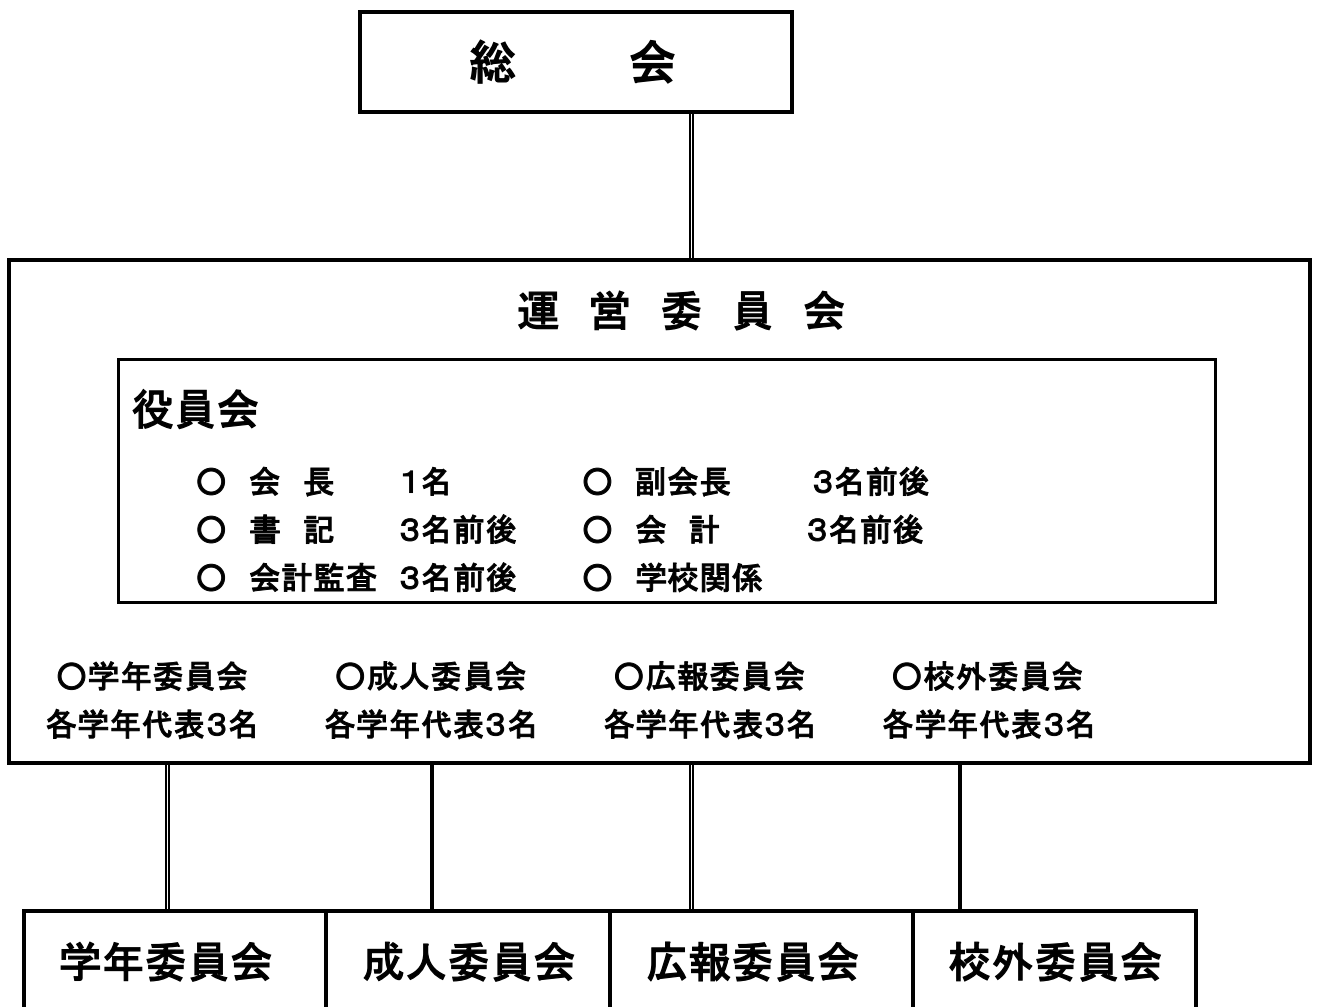 総　　会
運　営　委　員　会
役員会
○ 会　長　１名　　○ 副会長　３名前後
○ 書　記　３名前後　　○ 会　計　３名前後
○ 会計監査　３名前後　　○ 学校関係
○学年委員会　○成人委員会　○広報委員会　○校外委員会
各学年代表３名　各学年代表３名　各学年代表３名　各学年代表３名
学年委員会　成人委員会　広報委員会　校外委員会